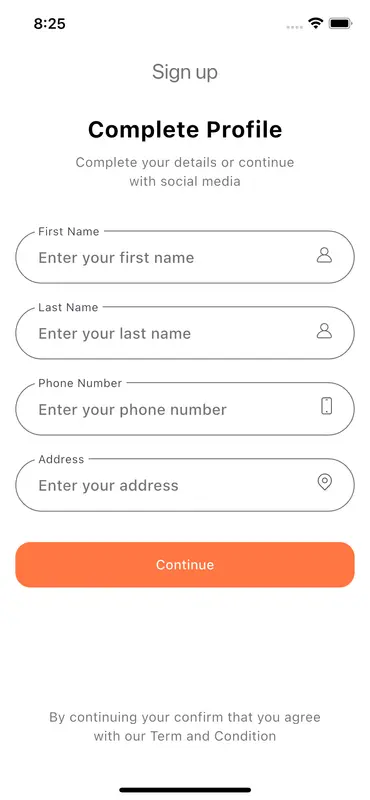 8:25
Sign up
Complete Profile
Complete your details or continue
with social media
First Name
Enter your first name
Last Name
Enter your last name
Phone Number
Enter your phone number
Address
Enter your address
Continue
By continuing your confirm that you agree
with our Term and Condition